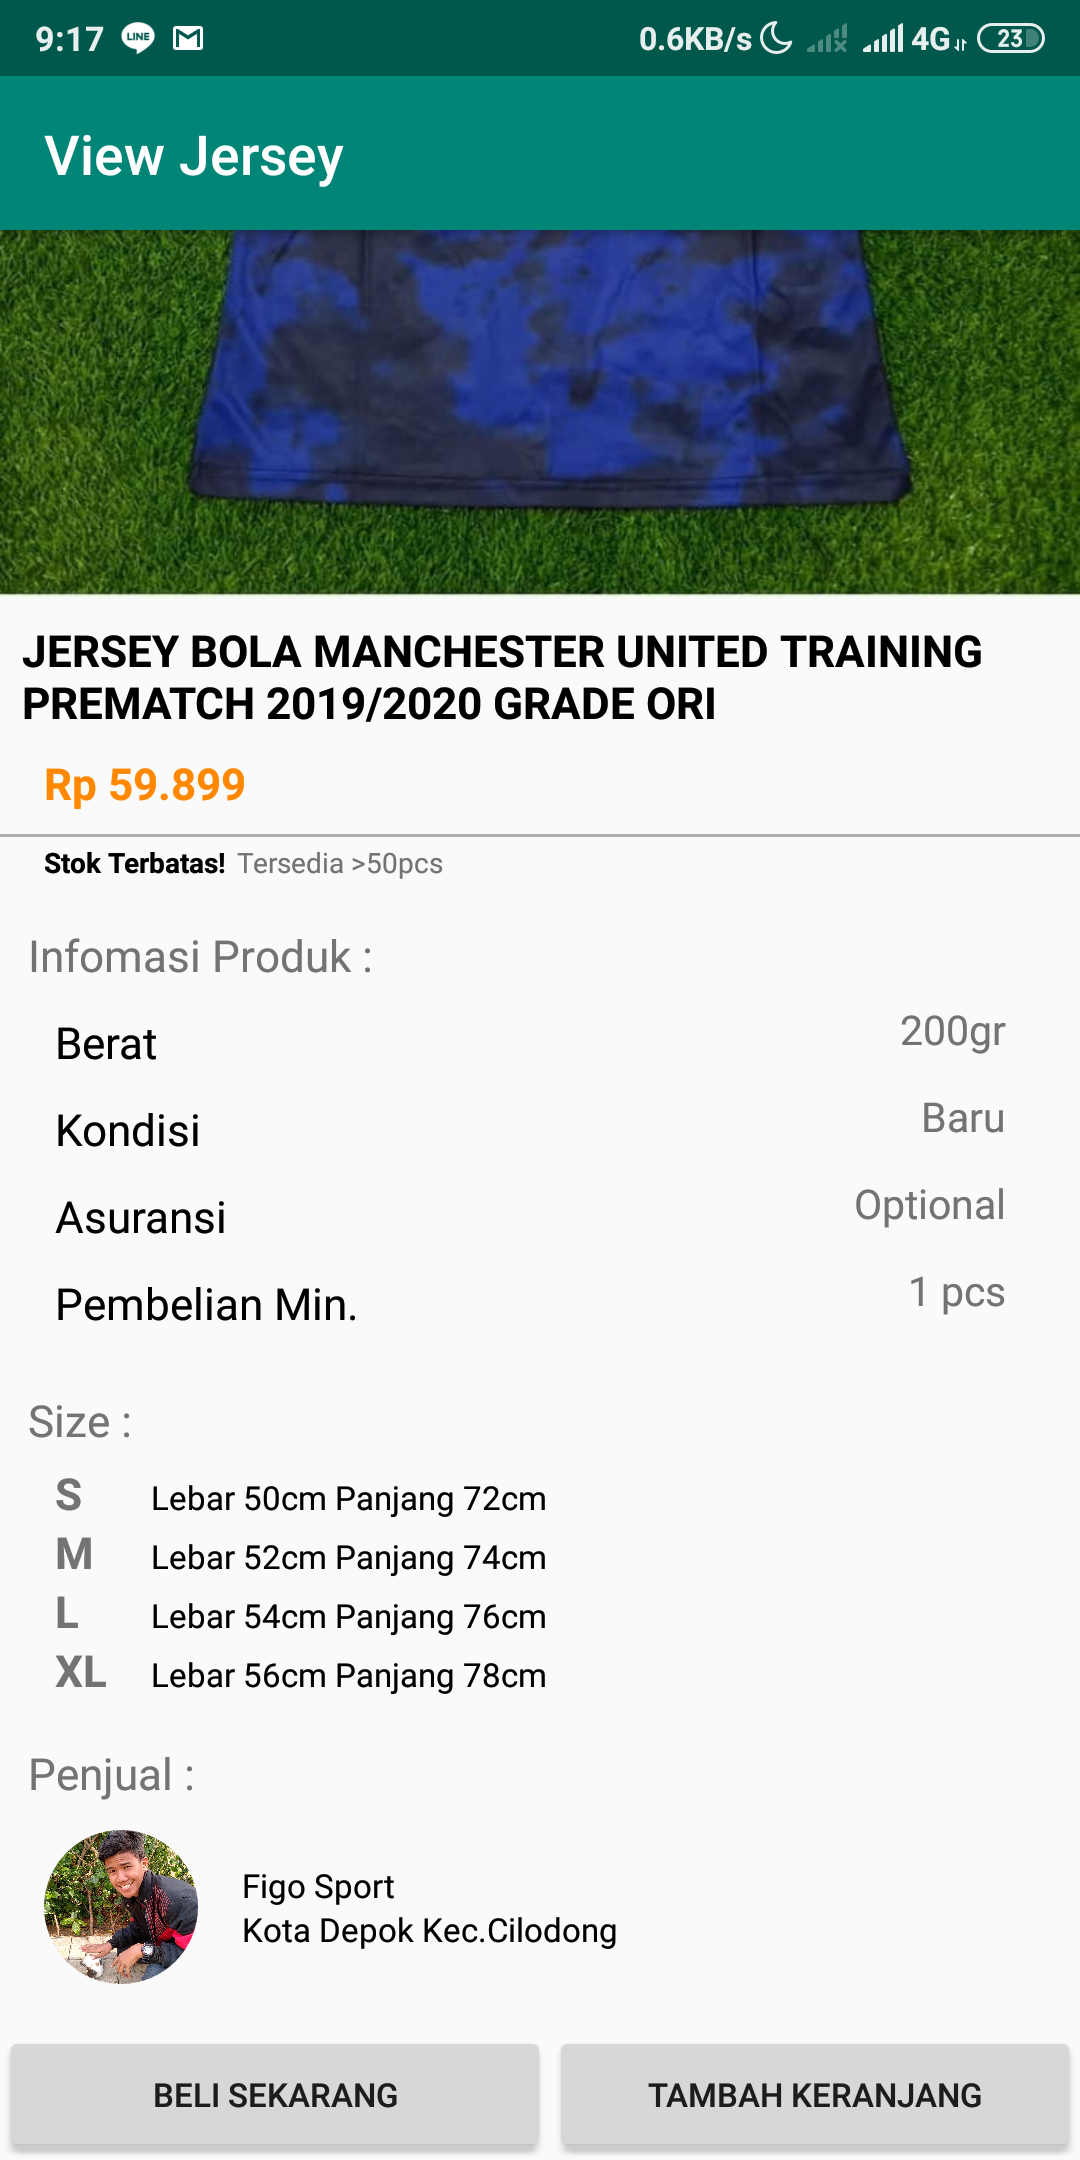 9:17 LINE 0.6KB/s 4G 23
View Jersey
JERSEY BOLA MANCHESTER UNITED TRAINING
PREMATCH 2019/2020 GRADE ORI
Rp 59.899
Stok Terbatas! Tersedia >50pcs
Infomasi Produk :
Berat 200gr
Kondisi Baru
Asuransi Optional
Pembelian Min. 1 pcs
Size :
S Lebar 50cm Panjang 72cm
M Lebar 52cm Panjang 74cm
L Lebar 54cm Panjang 76cm
XL Lebar 56cm Panjang 78cm
Penjual :
Figo Sport
Kota Depok Kec.Cilodong
BELI SEKARANG TAMBAH KERANJANG